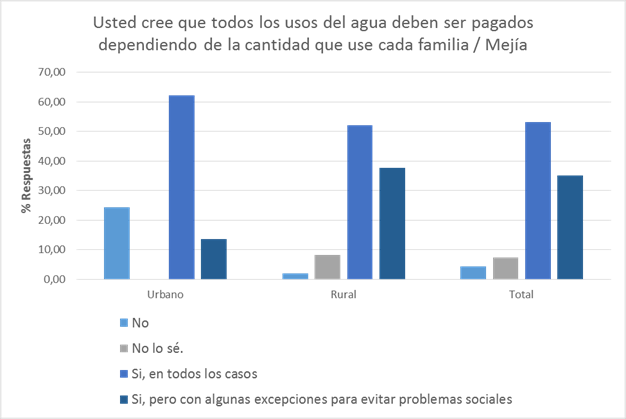 Usted cree que todos los usos del agua deben ser pagados
dependiendo de la cantidad que use cada familia / Mejía
% Respuestas
70,00
60,00
50,00
40,00
30,00
20,00
10,00
0,00
Urbano Rural Total
No
No lo sé.
Si, en todos los casos
Si, pero con algunas excepciones para evitar problemas sociales